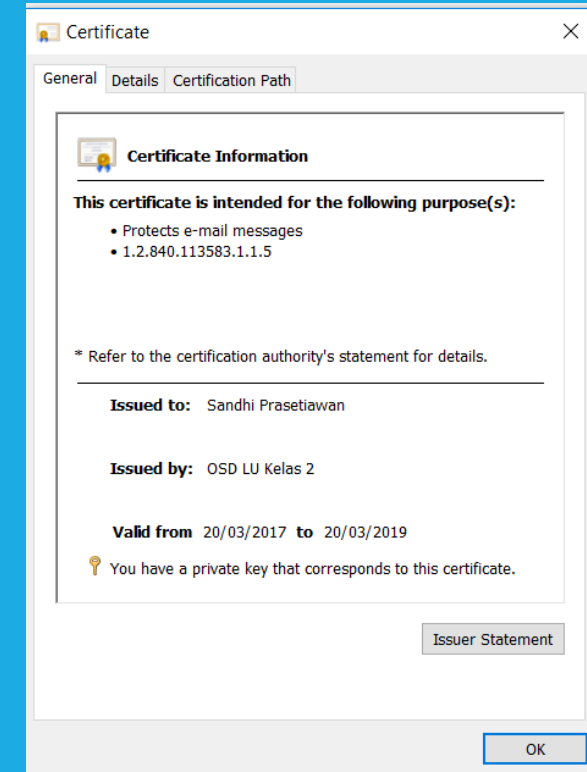 Certificate
General Details Certification Path
Certificate Information
This certificate is intended for the following purpose(s):
• Protects e-mail messages
• 1.2.840.113583.1.1.5
* Refer to the certification authority's statement for details.
Issued to: Sandhi Prasetiawan
Issued by: OSD LU Kelas 2
Valid from 20/03/2017 to 20/03/2019
You have a private key that corresponds to this certificate.
Issuer Statement
OK